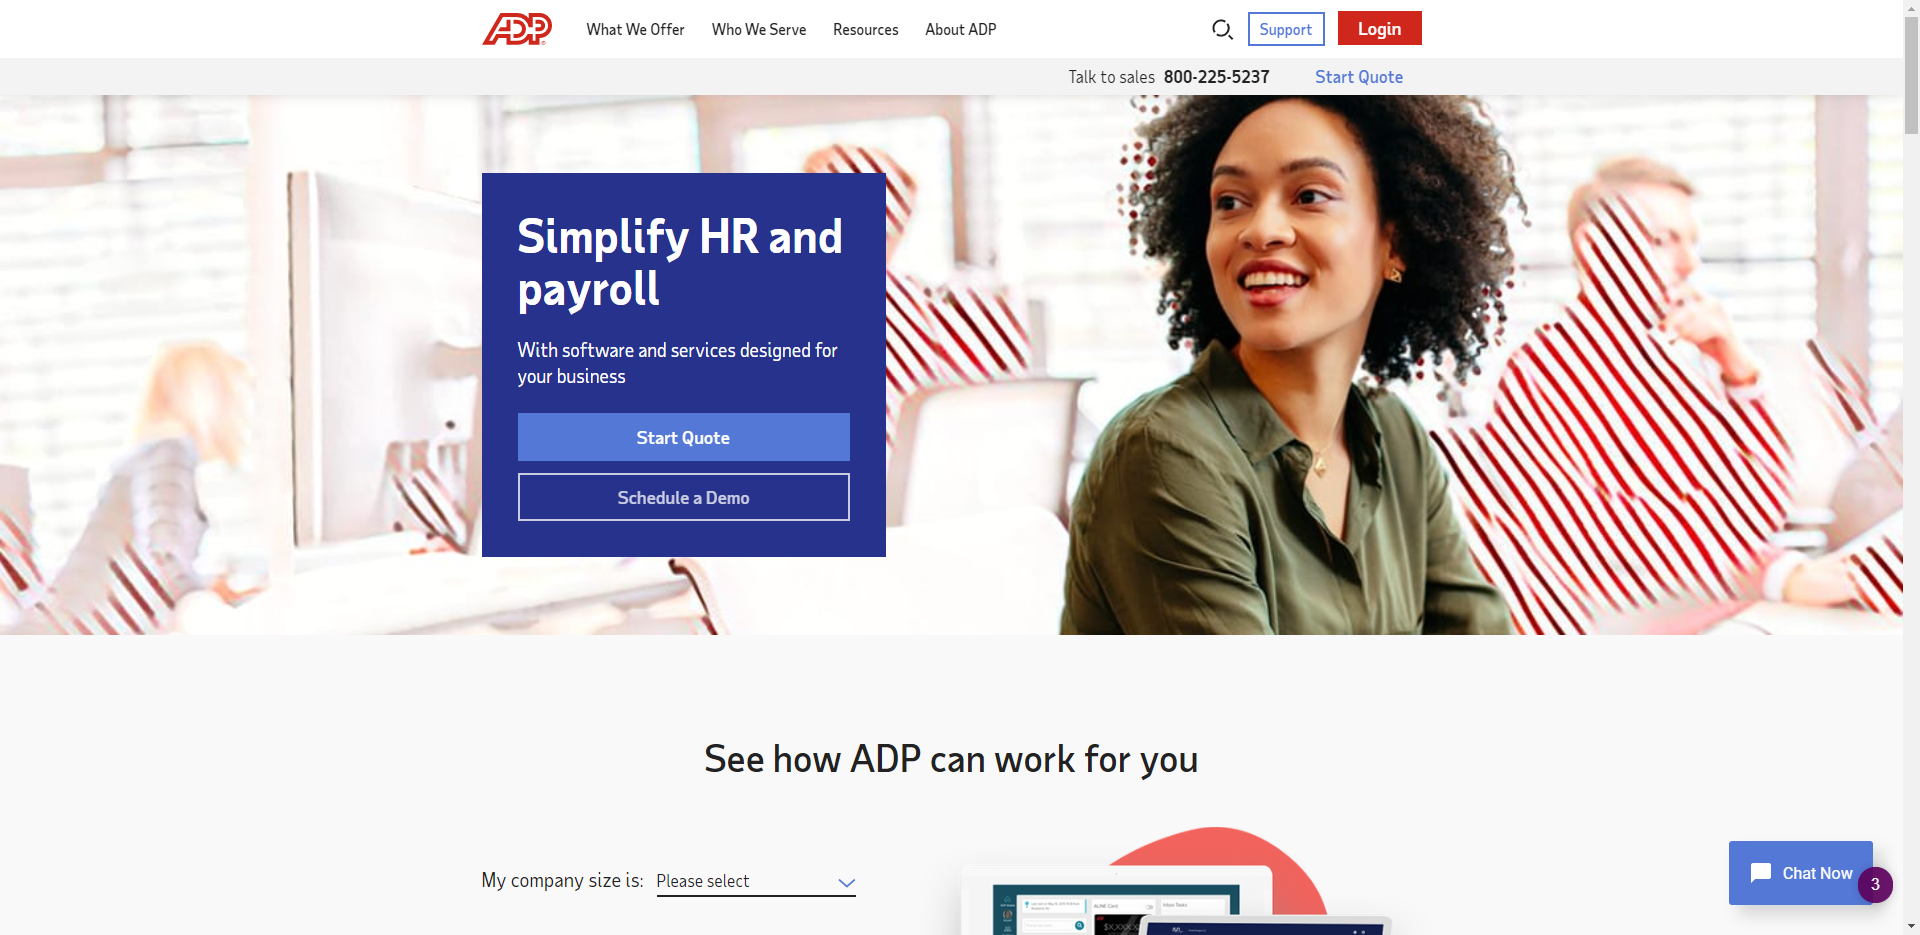 ADP
What We Offer
Who We Serve
Resources
About ADP
Support
Login
Talk to sales 800-225-5237
Start Quote
Simplify HR and
payroll
With software and services designed for
your business
Start Quote
Schedule a Demo
See how ADP can work for you
My company size is: Please select
Chat Now
3